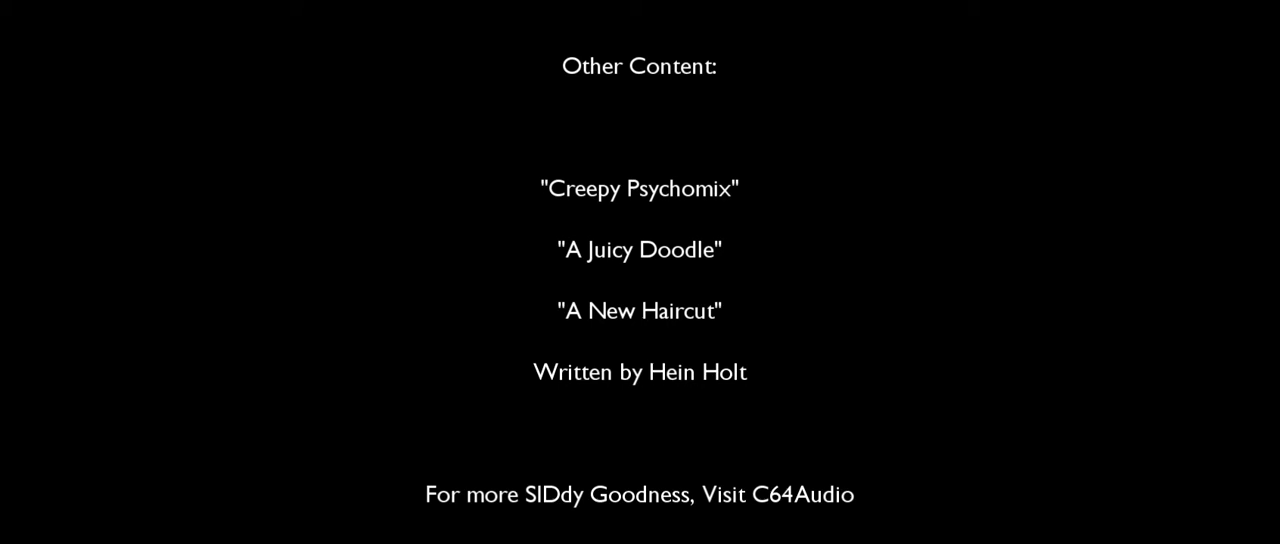 Other Content:
"Creepy Psychomix"
"A Juicy Doodle"
"A New Haircut"
Written by Hein Holt
For more SIDdy Goodness, Visit C64Audio